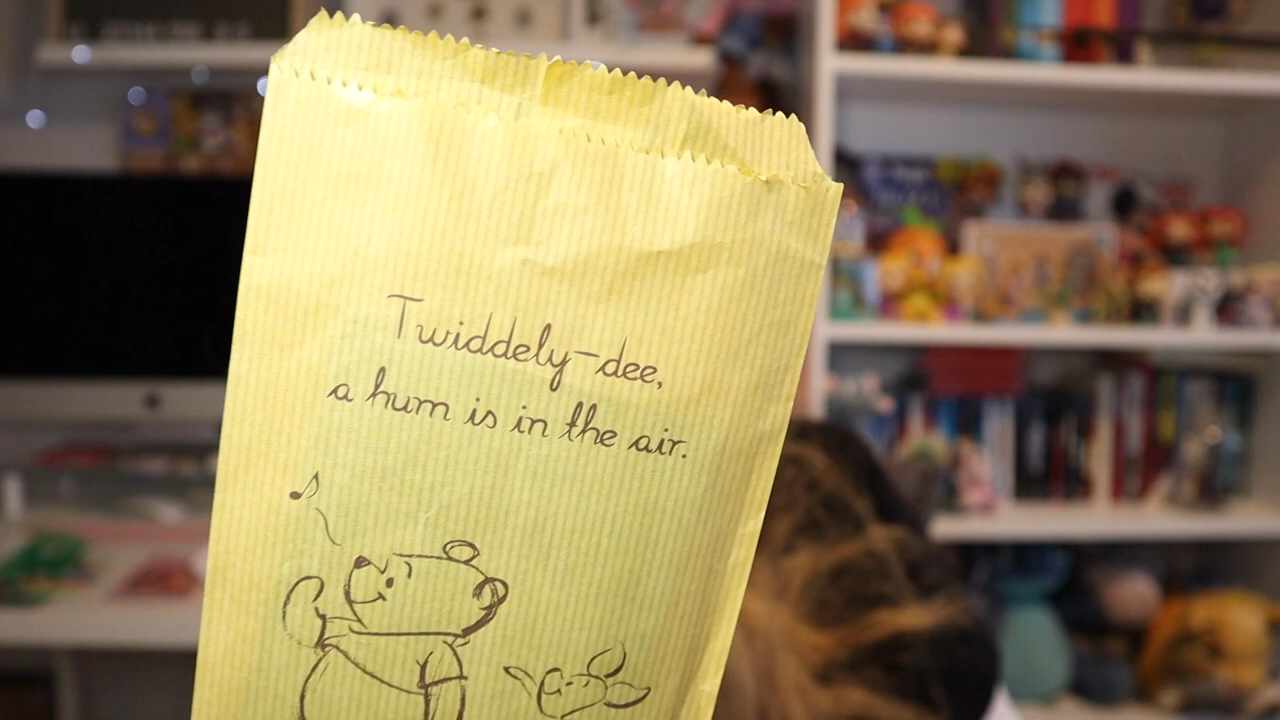 Twiddely-dee,
a hum is in the air.